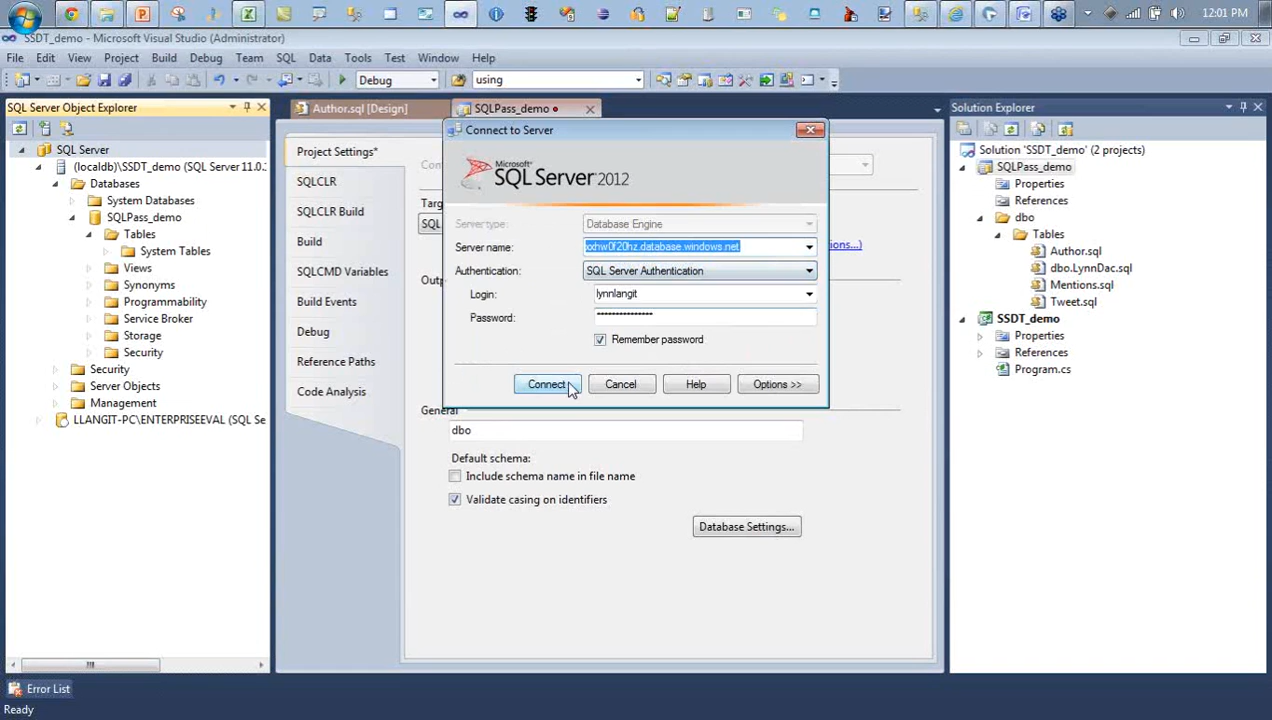 12:01 PM
SSDT_demo - Microsoft Visual Studio (Administrator)
File Edit View Project Build Debug Team SQL Data Tools Test Window Help
Debug
using
SQL Server Object Explorer
Author.sql [Design]
SQLPass_demo
Solution Explorer
SQL Server
(localdb)\SSDT_demo (SQL Server 11.0.
Databases
System Databases
SQLPass_demo
Tables
System Tables
Views
Synonyms
Programmability
Service Broker
Storage
Security
Security
Server Objects
Management
LLANGIT-PC\ENTERPRISEEVAL (SQL Se
Project Settings*
SQLCLR
SQLCLR Build
Build
SQLCMD Variables
Build Events
Debug
Reference Paths
Code Analysis
Con
Targ
SQL
ons...)
Outp
General
dbo
Default schema:
Include schema name in file name
Validate casing on identifiers
Database Settings...
Connect to Server
Microsoft
SQL Server 2012
Server type: Database Engine
Server name: .database.windows.net
Authentication: SQL Server Authentication
Login: lynnlangit
Password: ***************
Remember password
Connect Cancel Help Options >>
Solution 'SSDT_demo' (2 projects)
SQLPass_demo
Properties
References
dbo
Tables
Author.sql
dbo.LynnDac.sql
Mentions.sql
Tweet.sql
SSDT_demo
Properties
References
Program.cs
Error List
Ready